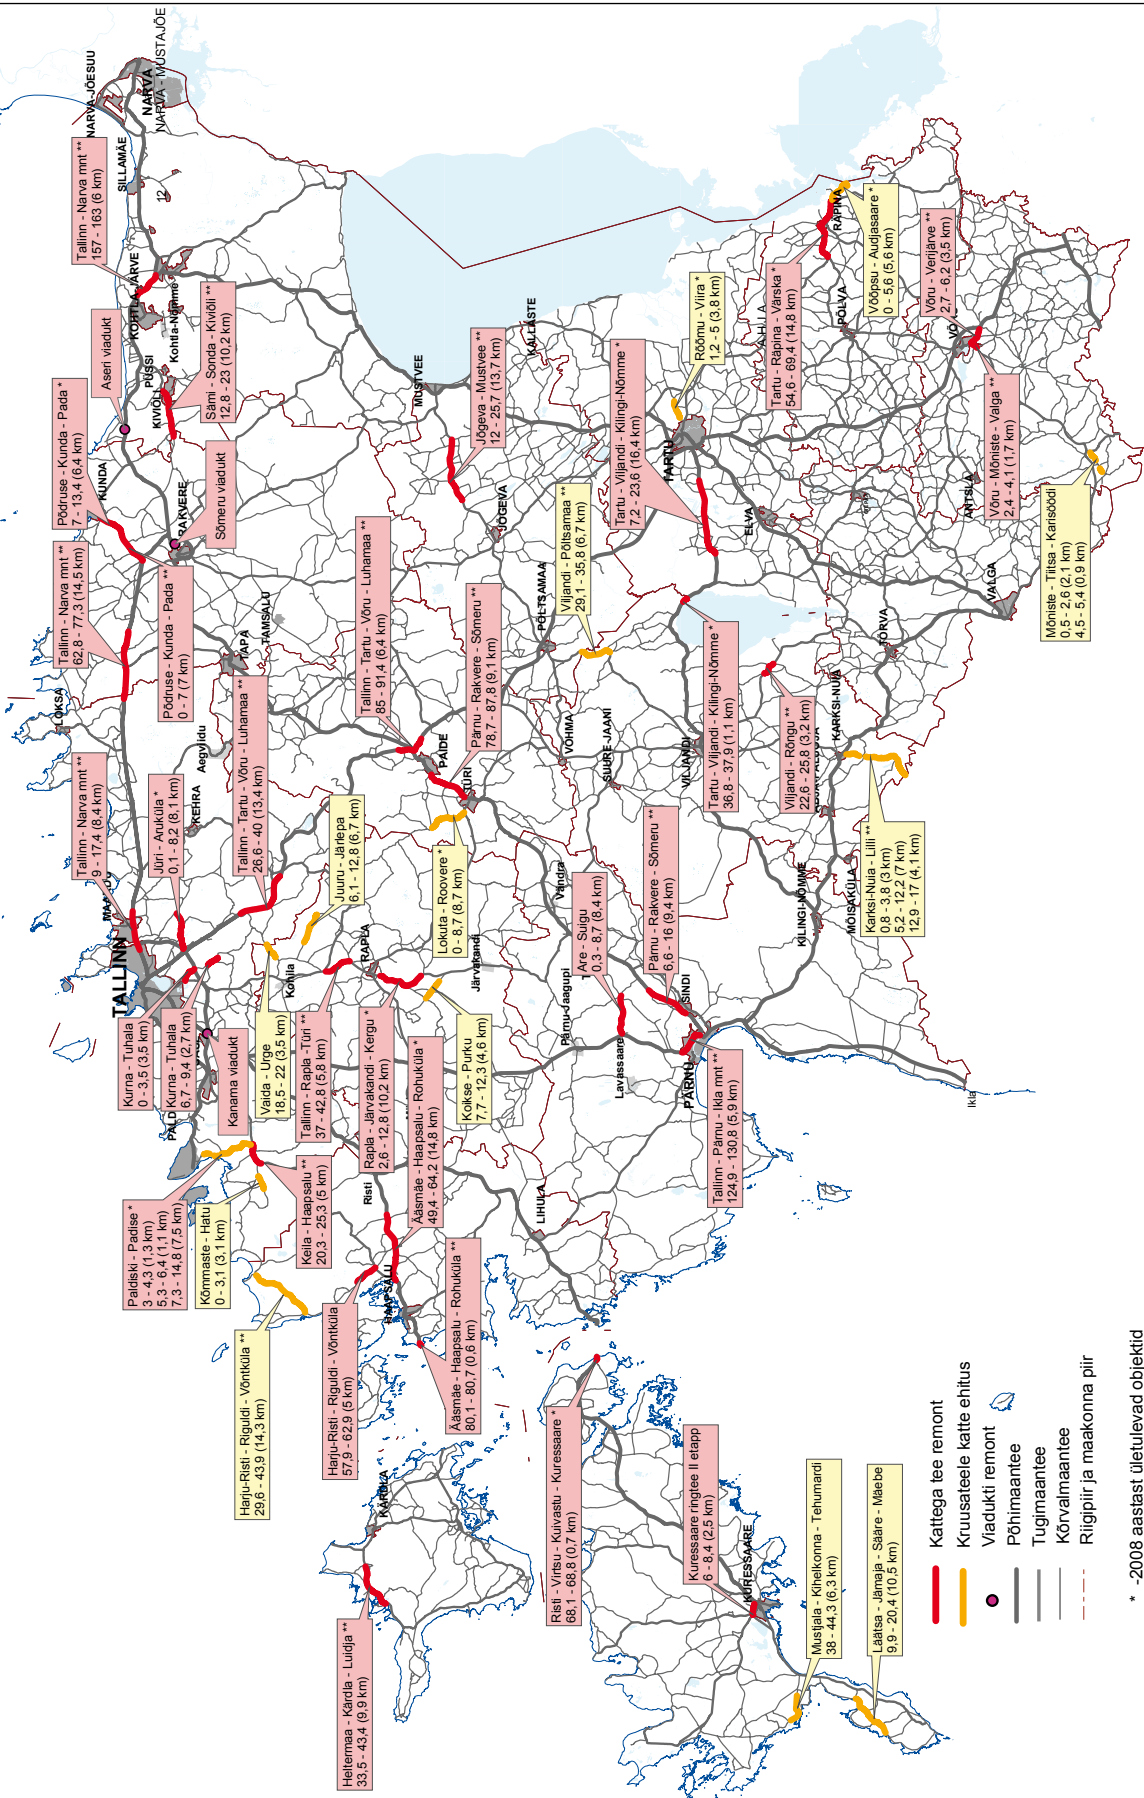 NARVA-JÕESUU
NARVA
NARVA - MUSTAJÕE
SILLAMÄE
12
Tallinn - Narva mnt **
157 - 163 (6 km)
KOHTLA-JÄRVE
Kohtla-Nõmme
PÜSSI
KIVIÕLI
Sämi - Sonda - Kiviõli **
12,8 - 23 (10,2 km)
Aseri viadukt
KUNDA
Põdruse - Kunda - Pada *
7 - 13,4 (6,4 km)
RAKVERE
Sõmeru viadukt
Tallinn - Narva mnt **
62,8 - 77,3 (14,5 km)
Põdruse - Kunda - Pada **
0 - 7 (7 km)
LOKSA
TAPA
TAMSALU
Aegviidu
KEHRA
Tallinn - Narva mnt **
9 - 17,4 (8,4 km)
Jüri - Aruküla *
0,1 - 8,2 (8,1 km)
Tallinn - Tartu - Võru - Luhamaa **
26,6 - 40 (13,4 km)
TALLINN
Kurna - Tuhala
0 - 3,5 (3,5 km)
Kurna - Tuhala
6,7 - 9,4 (2,7 km)
Kanama viadukt
Vaida - Urge
18,5 - 22 (3,5 km)
Kohila
Juuru - Järlepa
6,1 - 12,8 (6,7 km)
Tallinn - Rapla -Türi **
37 - 42,8 (5,8 km)
RAPLA
Rapla - Järvakandi - Kergu *
2,6 - 12,8 (10,2 km)
Järvakandi
Kokse - Purku
7,7 - 12,3 (4,6 km)
Lokuta - Roovere *
0 - 8,7 (8,7 km)
TÜRI
PAIDE
Tallinn - Tartu - Võru - Luhamaa **
85 - 91,4 (6,4 km)
Pärnu - Rakvere - Sõmeru **
78,7 - 87,8 (9,1 km)
MUSTVEE
Jõgeva - Mustvee **
12 - 25,7 (13,7 km)
JÕGEVA
KALLASTE
PÕLTSAMAA
Viljandi - Põltsamaa **
29,1 - 35,8 (6,7 km)
VÕHMA
SUURE-JAANI
VILJANDI
Tartu - Viljandi - Kilingi-Nõmme *
7,2 - 23,6 (16,4 km)
TARTU
Rõõmu - Viira *
1,2 - 5 (3,8 km)
ELVA
Tartu - Räpina - Värska *
54,6 - 69,4 (14,8 km)
RÄPINA
PÕLVA
Võõpsu - Audjasaare *
0 - 5,6 (5,6 km)
Võru - Verijärve **
2,7 - 6,2 (3,5 km)
Võru - Mõniste - Valga **
2,4 - 4,1 (1,7 km)
ANTSLA
Mõniste - Tiitsa - Karisöödi
0,5 - 2,6 (2,1 km)
4,5 - 5,4 (0,9 km)
VALGA
TÕRVA
KARKSI-NUIA
Tartu - Viljandi - Kilingi-Nõmme *
36,8 - 37,9 (1,1 km)
Viljandi - Rõngu **
22,6 - 25,8 (3,2 km)
Karksi-Nuia - Lilli **
0,8 - 3,8 (3 km)
5,2 - 12,2 (7 km)
12,9 - 17 (4,1 km)
MÕISAKÜLA
KILINGI-NÕMME
Vändra
Are - Suigu
0,3 - 8,7 (8,4 km)
Pärnu - Rakvere - Sõmeru **
6,6 - 16 (9,4 km)
Pärnu-Jaagupi
Lavassaare
SINDI
PÄRNU
Tallinn - Pärnu - Ikla mnt **
124,9 - 130,8 (5,9 km)
Ikla
Paldiski - Padise *
3 - 4,3 (1,3 km)
5,3 - 6,4 (1,1 km)
7,3 - 14,8 (7,5 km)
Kõmmaste - Hatu
0 - 3,1 (3,1 km)
Keila - Haapsalu **
20,3 - 25,3 (5 km)
Risti
Ääsmäe - Haapsalu - Rohuküla *
49,4 - 64,2 (14,8 km)
LIHULA
HAAPSALU
Harju-Risti - Riguldi - Võntküla **
29,6 - 43,9 (14,3 km)
Harju-Risti - Riguldi - Võntküla
57,9 - 62,9 (5 km)
Ääsmäe - Haapsalu - Rohuküla **
80,1 - 80,7 (0,6 km)
KÄRDLA
Heltermaa - Kärdla - Luidja **
33,5 - 43,4 (9,9 km)
Risti - Virtsu - Kuivastu - Kuressaare *
68,1 - 68,8 (0,7 km)
Kuressaare ringtee II etapp
6 - 8,4 (2,5 km)
KURESSAARE
Mustjala - Kihelkonna - Tehumardi
38 - 44,3 (6,3 km)
Läätsa - Jämaja - Sääre - Mäebe
9,9 - 20,4 (10,5 km)
Kattega tee remont
Kruusateele katte ehitus
Viadukti remont
Põhimaantee
Tugimaantee
Kõrvalmaantee
Riigipiir ja maakonna piir
* -2008 aastast ületulevad objektid